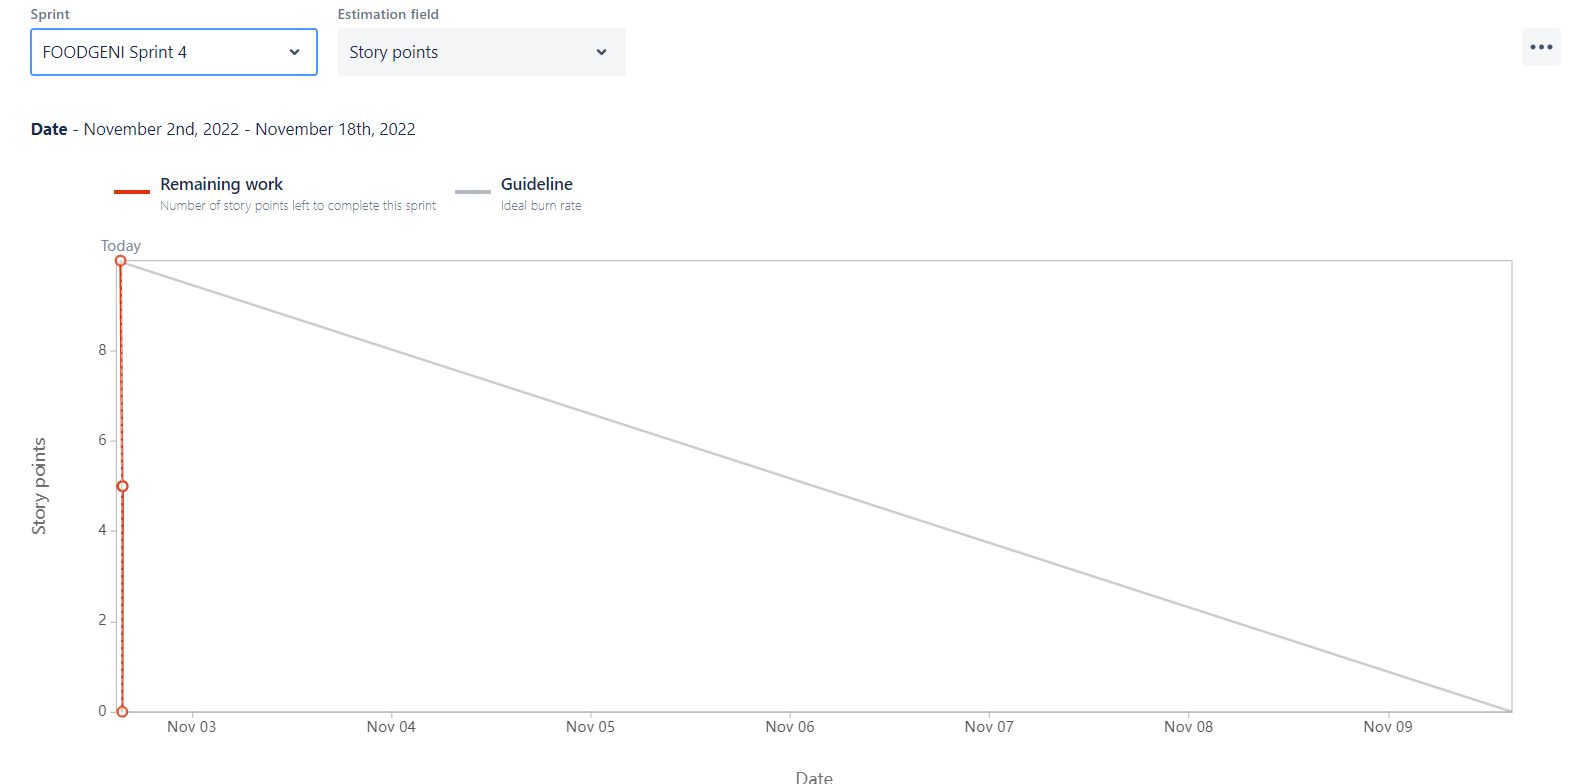 Sprint
Estimation field
FOODGENI Sprint 4
Story points
Date - November 2nd, 2022 - November 18th, 2022
Remaining work
Number of story points left to complete this sprint
Guideline
Ideal burn rate
Today
8
6
4
2
0
Story points
Nov 03
Nov 04
Nov 05
Nov 06
Nov 07
Nov 08
Nov 09
Date